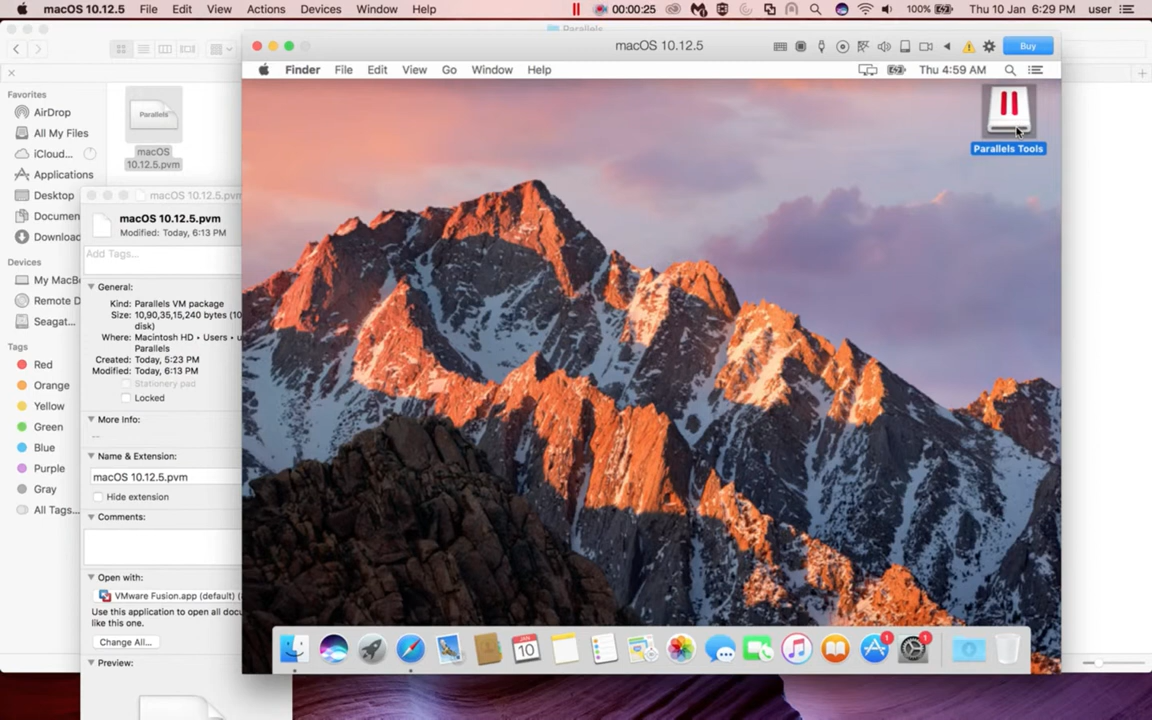 macOS 10.12.5 File Edit View Actions Devices Window Help 00:00:25 100% Thu 10 Jan 6:29 PM user
Parallels
macOS 10.12.5
Buy
Finder File Edit View Go Window Help Thu 4:59 AM
Favorites
AirDrop
All My Files
iCloud...
Applications
Desktop
Documen
Download
Devices
My MacBo
Remote D
Seagat...
Tags
Red
Orange
Yellow
Green
Blue
Purple
Gray
All Tags...
Parallels
macOS
10.12.5.pvm
macOS 10.12.5.pvm
macOS 10.12.5.pvm
Modified: Today, 6:13 PM
Add Tags...
General:
Kind: Parallels VM package
Size: 10,90,35,15,240 bytes (10
disk)
Where: Macintosh HD • Users • u
Parallels
Created: Today, 5:23 PM
Modified: Today, 6:13 PM
Stationery pad
Locked
More Info:
--
Name & Extension:
macOS 10.12.5.pvm
Hide extension
Comments:
Open with:
VMware Fusion.app (default) (
Use this application to open all docu
like this one.
Change All...
Preview:
Parallels Tools
JAN
10
1
1